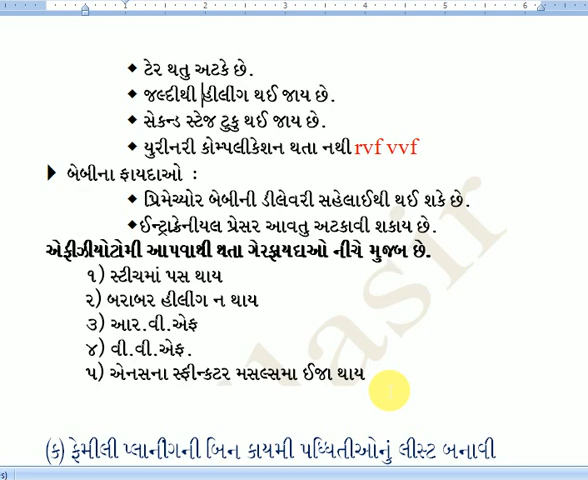 ટેર થતુ અટકે છે.
જલ્દીથી હીલીગ થઈ જાય છે.
સેકન્ડ સ્ટેજ ટુકુ થઈ જાય છે.
યુરીનરી કોમ્પલીકેશન થતા નથી rvf vvf
બેબીના ફાયદાઓ :
પ્રિમેચ્યોર બેબીની ડીલેવરી સહેલાઈથી થઈ શકે છે.
ઈન્ટ્રાક્રેનીયલ પ્રેસર આવતુ અટકાવી શકાય છે.
એફીઝીયોટોમી આપવાથી થતા ગેરફાયદાઓ નીચે મુજબ છે.
૧) સ્ટીચમાં પસ થાય
૨) બરાબર હીલીગ ન થાય
૩) આર.વી.એફ
૪) વી.વી.એફ.
૫) એનસના સ્ફીન્કટર મસલ્સમા ઈજા થાય
(ક) ફેમીલી પ્લાનીગની બિન કાયમી પધ્ધિતીઓનું લીસ્ટ બનાવી